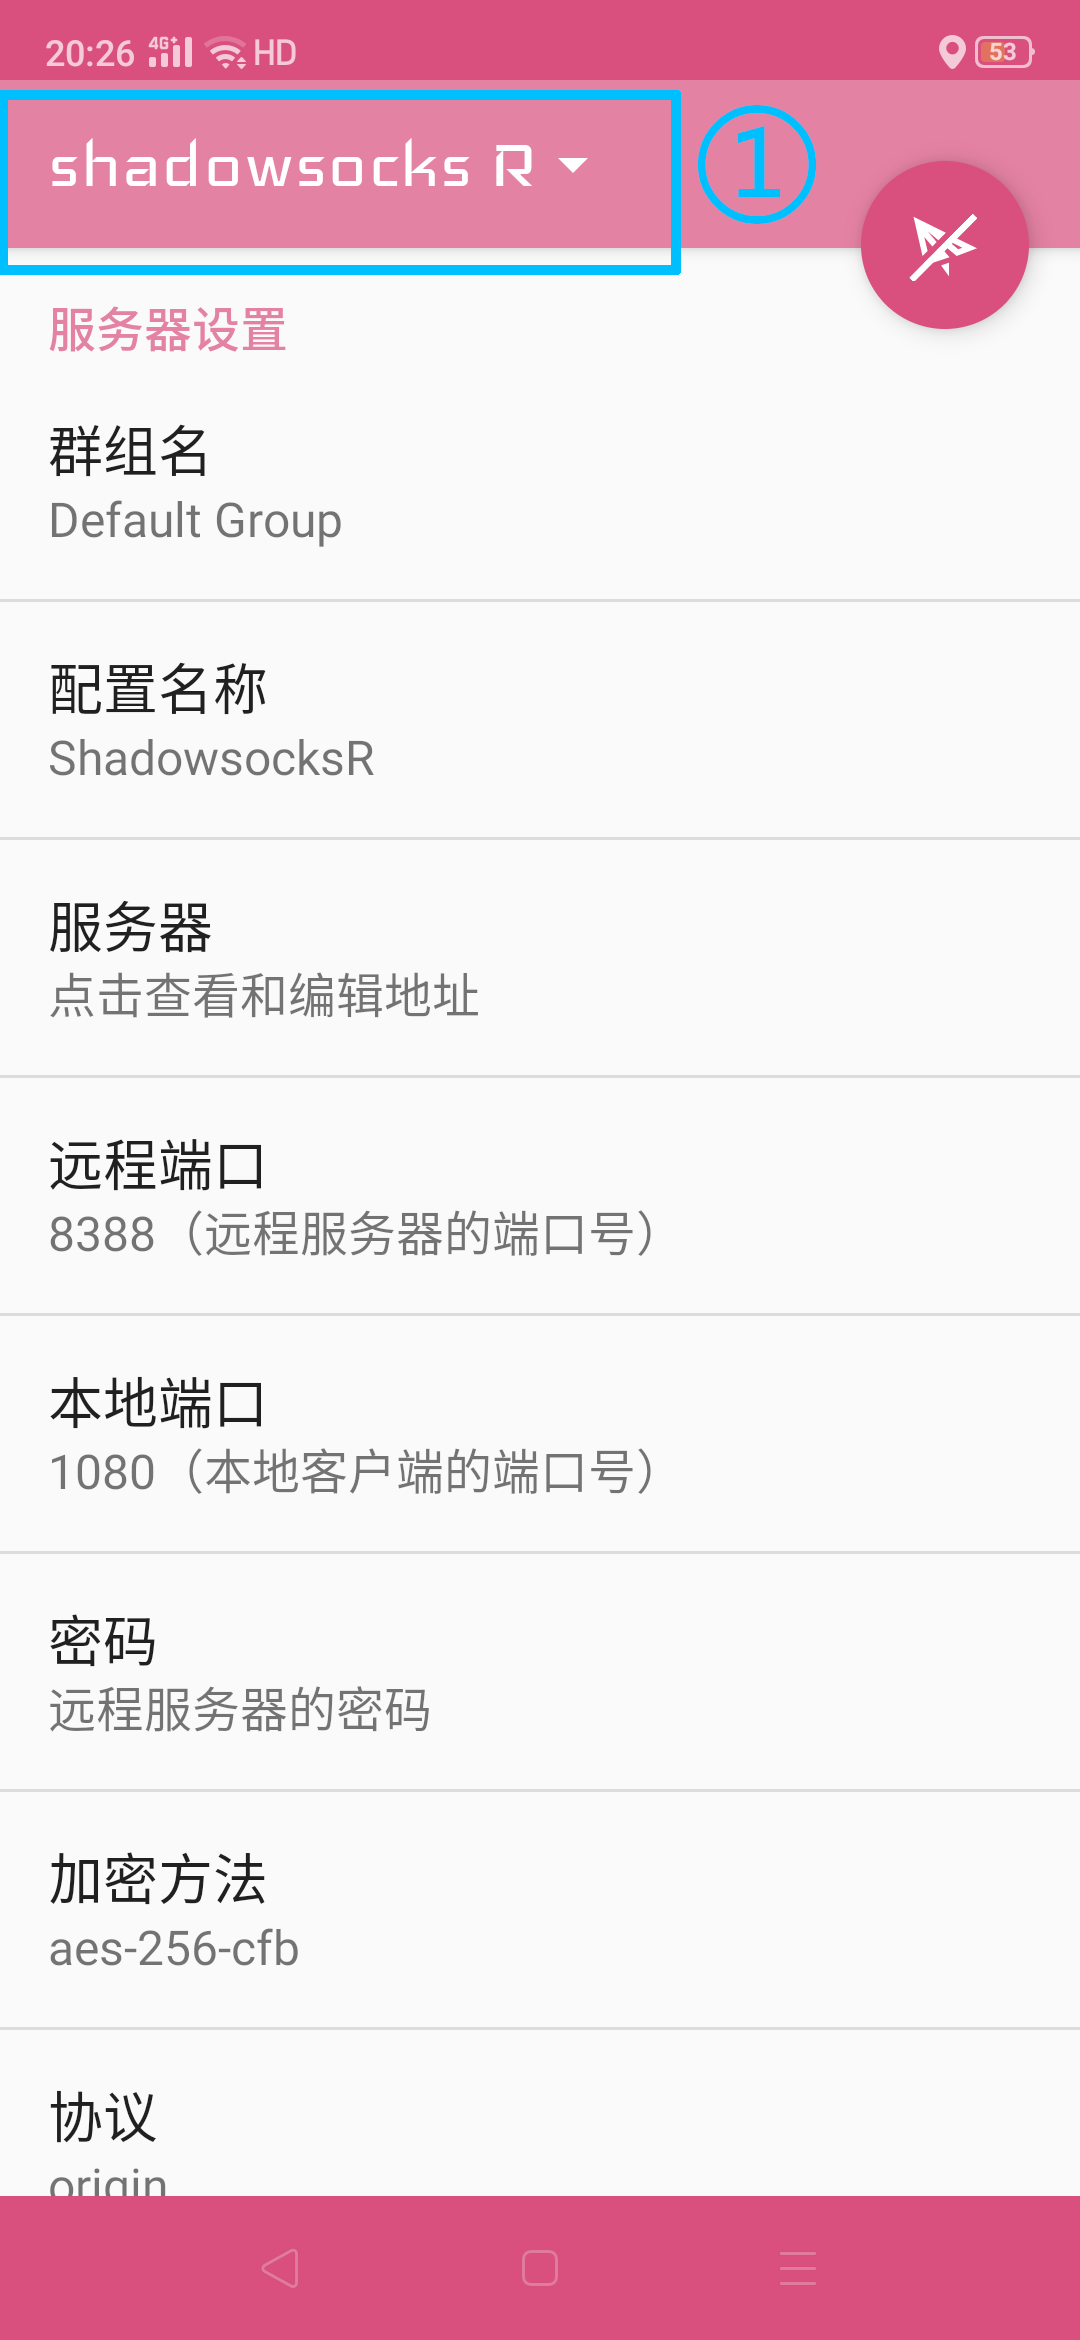 20:26 4G+ HD 53
shadowsocks R ①
服务器设置
群组名
Default Group
配置名称
ShadowsocksR
服务器
点击查看和编辑地址
远程端口
8388（远程服务器的端口号）
本地端口
1080（本地客户端的端口号）
密码
远程服务器的密码
加密方法
aes-256-cfb
协议
origin